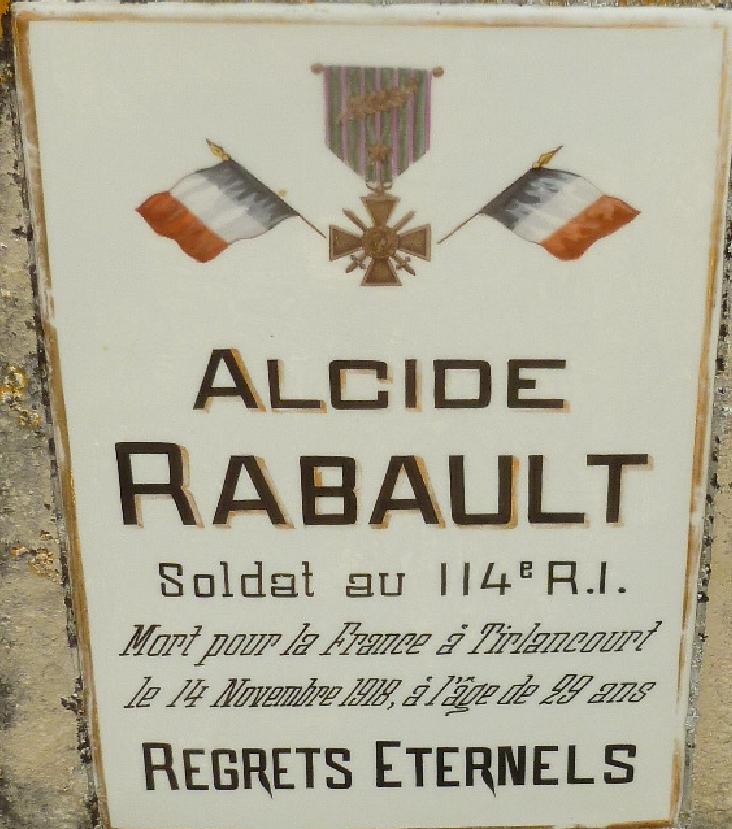 ALCIDE
RABAULT
Soldat au 114e R.I.
Mort pour la France à Tirlancourt
le 14 Novembre 1918, à l'âge de 29 ans
REGRETS ETERNELS